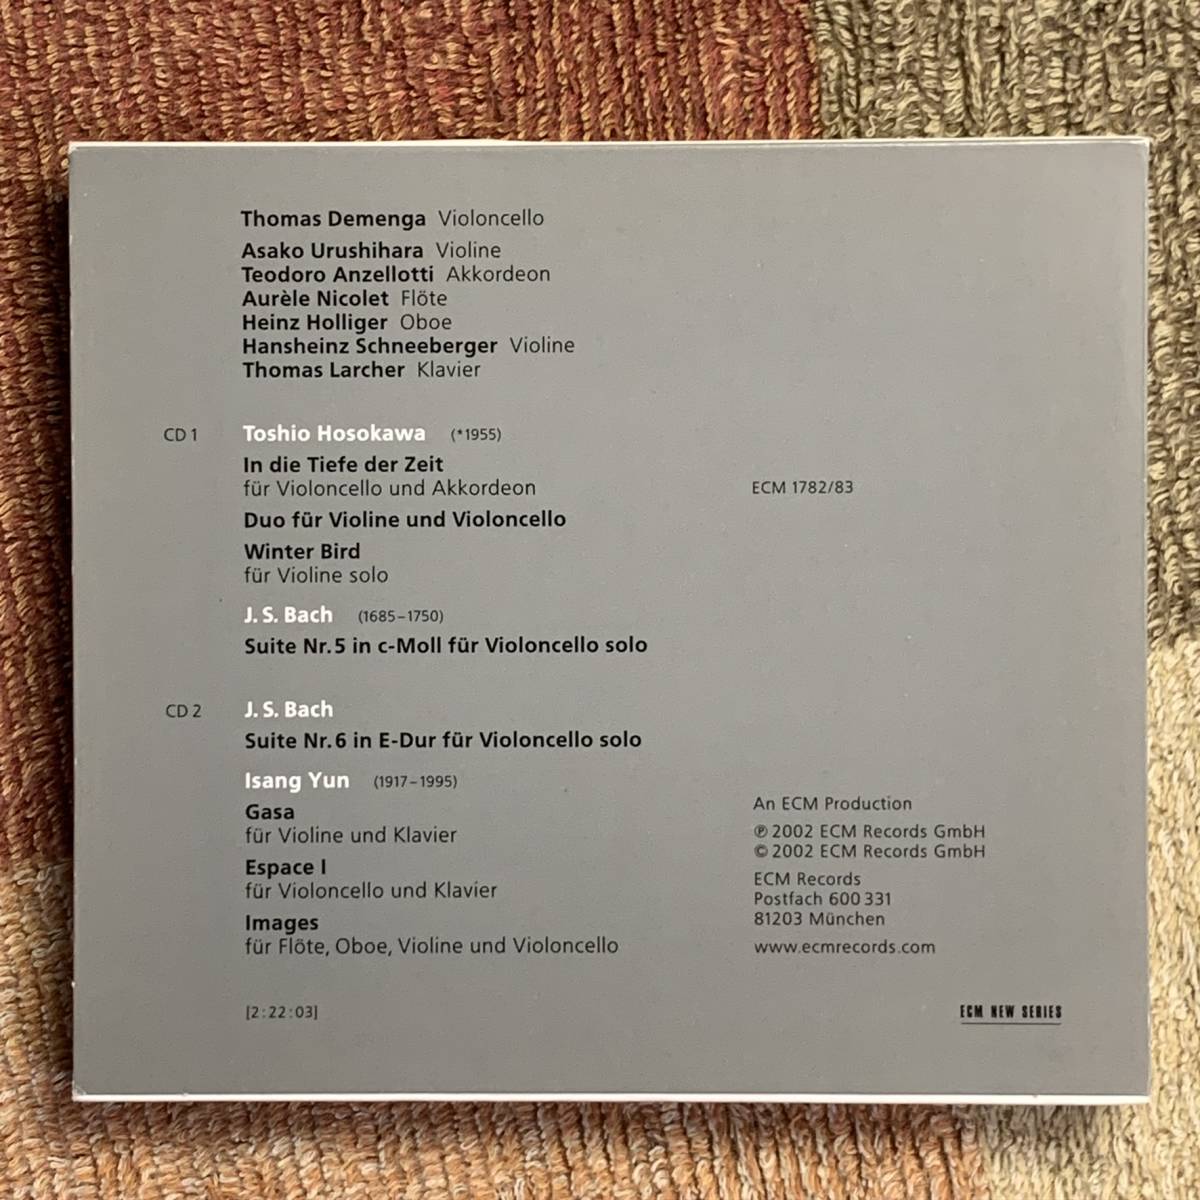 Thomas Demenga Violoncello
Asako Urushihara Violine
Teodoro Anzellotti Akkordeon
Aurèle Nicolet Flöte
Heinz Holliger Oboe
Hansheinz Schneeberger Violine
Thomas Larcher Klavier
CD 1 Toshio Hosokawa (*1955)
In die Tiefe der Zeit
für Violoncello und Akkordeon
ECM 1782/83
Duo für Violine und Violoncello
Winter Bird
für Violine solo
J. S. Bach (1685–1750)
Suite Nr. 5 in c-Moll für Violoncello solo
CD 2 J. S. Bach
Suite Nr. 6 in E-Dur für Violoncello solo
Isang Yun (1917–1995)
Gasa
für Violine und Klavier
Espace I
für Violoncello und Klavier
Images
für Flöte, Oboe, Violine und Violoncello
[2:22:03]
An ECM Production
℗ 2002 ECM Records GmbH
© 2002 ECM Records GmbH
ECM Records
Postfach 600 331
81203 München
www.ecmrecords.com
ECM NEW SERIES